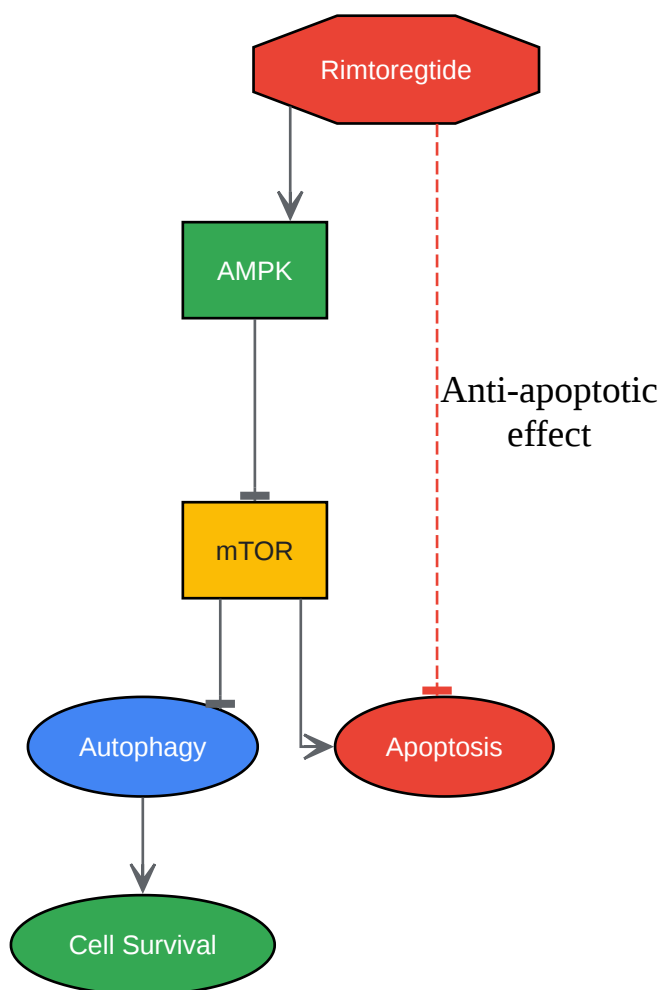 Rimtoregtide
AMPK
Anti-apoptotic
effect
mTOR
Autophagy
Apoptosis
Cell Survival